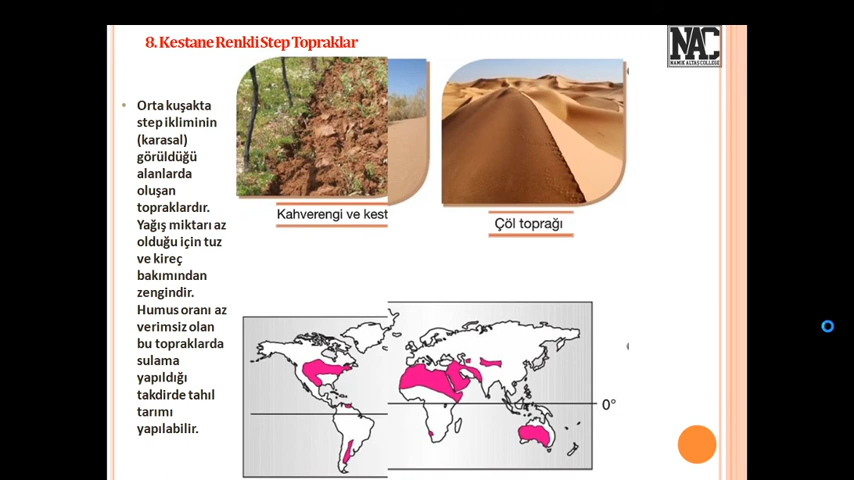 8. Kestane Renkli Step Topraklar
NAC
NAMIK ALTAS COLLEGE
Orta kuşakta
step ikliminin
(karasal)
görüldüğü
alanlarda
oluşan
topraklardır.
Yağış miktarı az
olduğu için tuz
ve kireç
bakımından
zengindir.
Humus oranı az
verimsiz olan
bu topraklarda
sulama
yapıldığı
takdirde tahıl
tarımı
yapılabilir.
Kahverengi ve kest
Çöl toprağı
0°